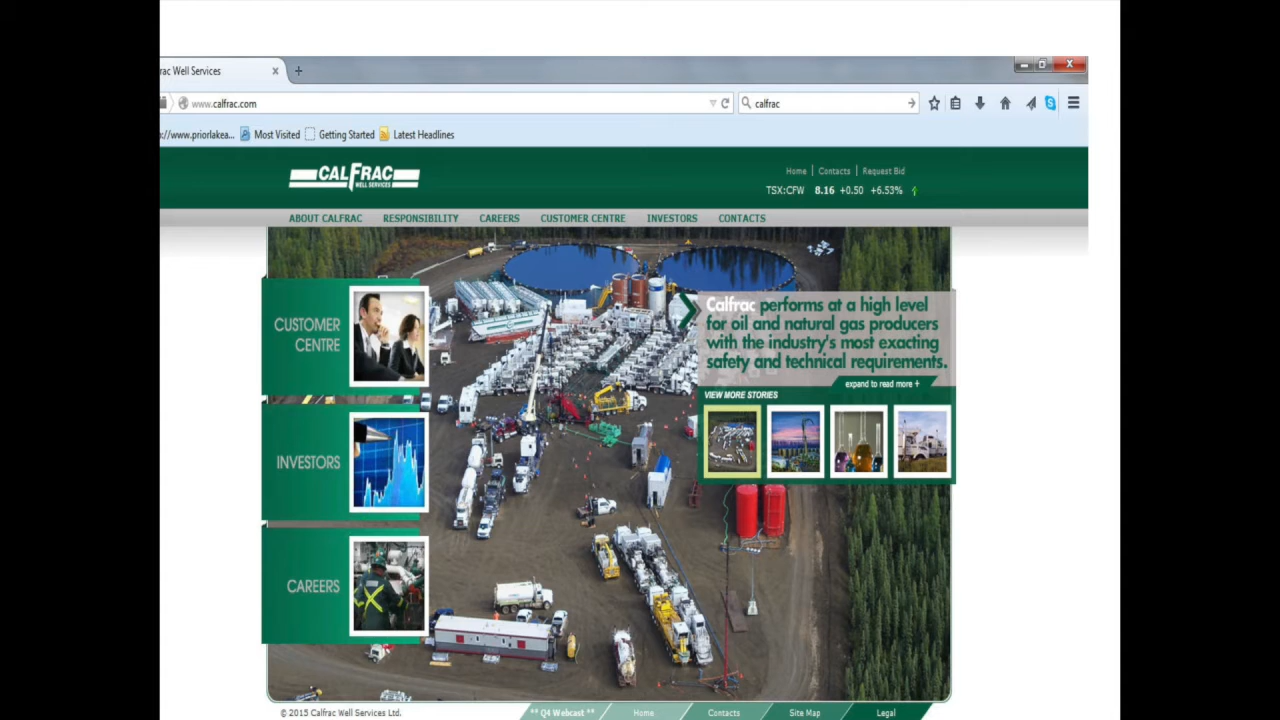 rac Well Services
www.calfrac.com
calfrac
://www.priorlakea... Most Visited Getting Started Latest Headlines
CALFRAC
WELL SERVICES
Home | Contacts | Request Bid
TSX:CFW 8.16 +0.50 +6.53%
ABOUT CALFRAC RESPONSIBILITY CAREERS CUSTOMER CENTRE INVESTORS CONTACTS
CUSTOMER
CENTRE
INVESTORS
CAREERS
Calfrac performs at a high level
for oil and natural gas producers
with the industry's most exacting
safety and technical requirements.
expand to read more +
VIEW MORE STORIES
© 2015 Calfrac Well Services Ltd.
** Q4 Webcast ** Home Contacts Site Map Legal